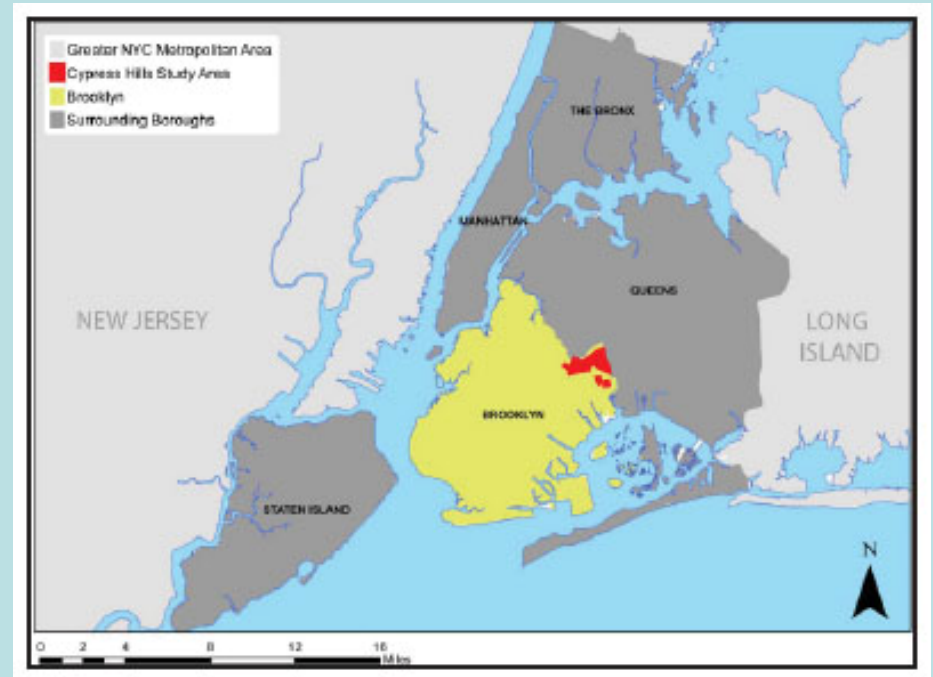 Greater NYC Metropolitan Area
Cypress Hills Study Area
Brooklyn
Surrounding Boroughs
THE BRONX
MANHATTAN
QUEENS
NEW JERSEY
LONG
ISLAND
BROOKLYN
STATEN ISLAND
N
0 2 4 8 12 16
Miles